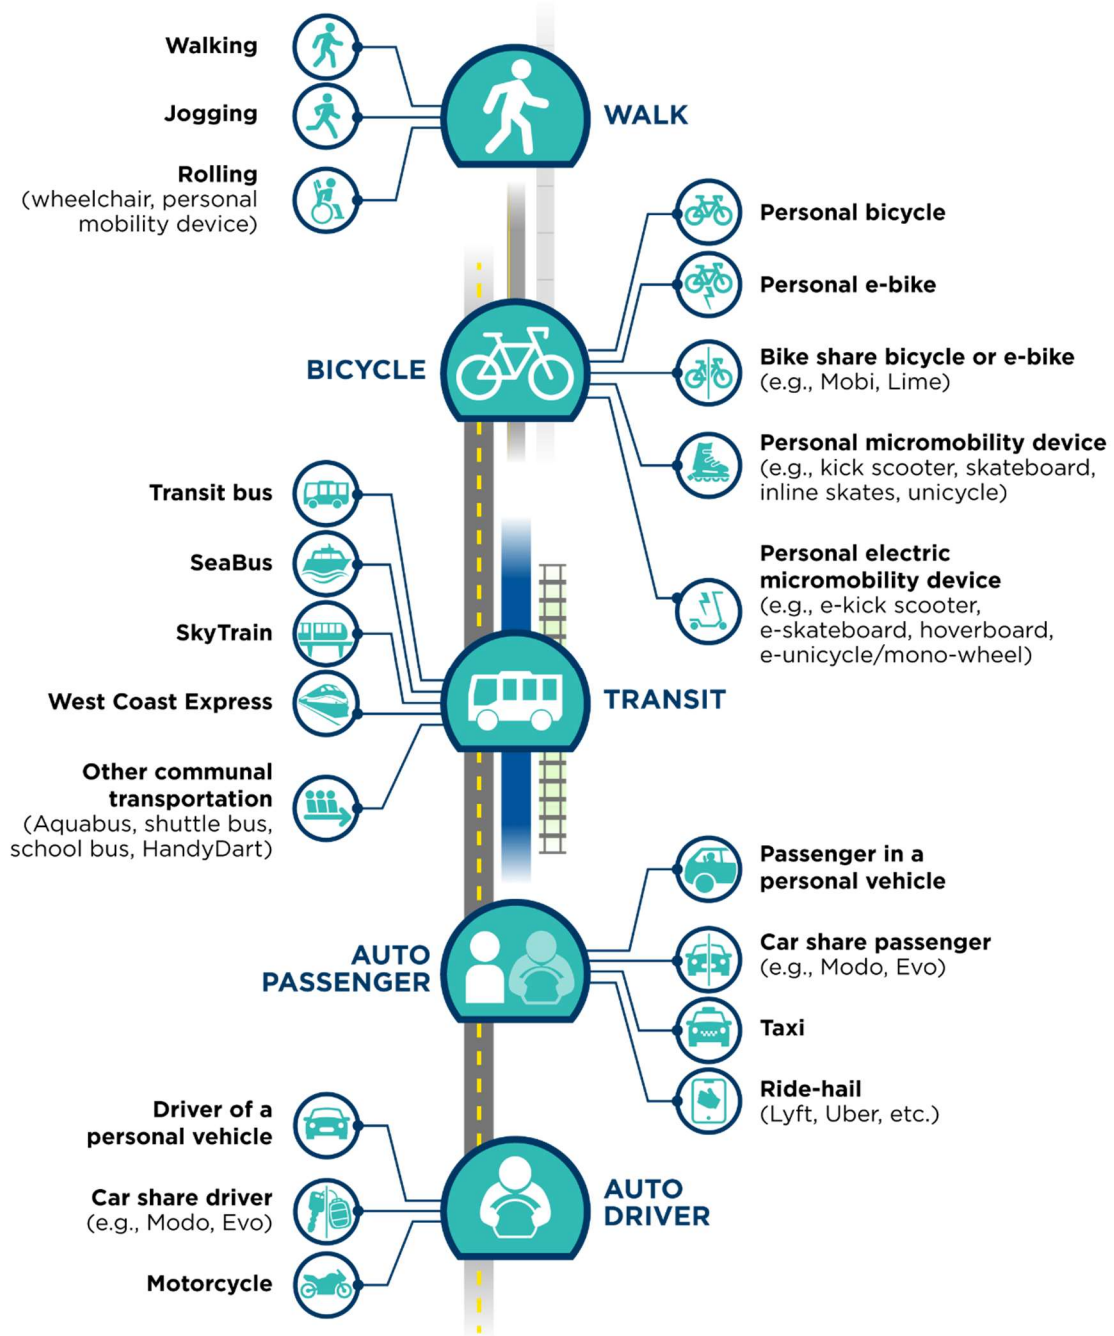 Walking
Jogging
Rolling
(wheelchair, personal
mobility device)
WALK
Personal bicycle
Personal e-bike
Bike share bicycle or e-bike
(e.g., Mobi, Lime)
Personal micromobility device
(e.g., kick scooter, skateboard,
inline skates, unicycle)
Personal electric
micromobility device
(e.g., e-kick scooter,
e-skateboard, hoverboard,
e-unicycle/mono-wheel)
BICYCLE
Transit bus
SeaBus
SkyTrain
West Coast Express
Other communal
transportation
(Aquabus, shuttle bus,
school bus, HandyDart)
TRANSIT
Passenger in a
personal vehicle
Car share passenger
(e.g., Modo, Evo)
Taxi
Ride-hail
(Lyft, Uber, etc.)
AUTO
PASSENGER
Driver of a
personal vehicle
Car share driver
(e.g., Modo, Evo)
Motorcycle
AUTO
DRIVER